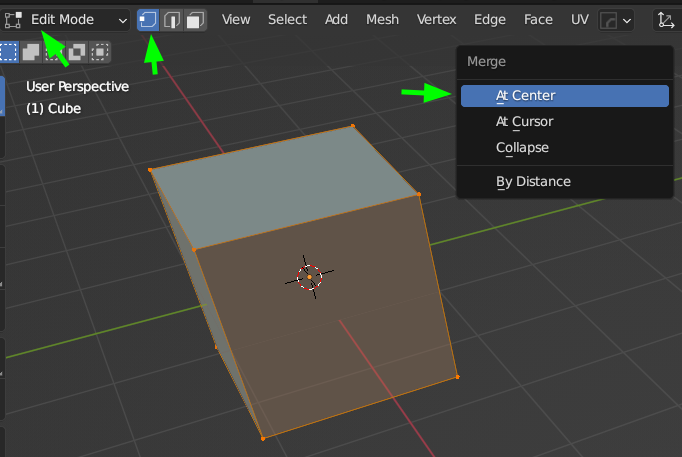 Edit Mode
View Select Add Mesh Vertex Edge Face UV
User Perspective
(1) Cube
Merge
At Center
At Cursor
Collapse
By Distance